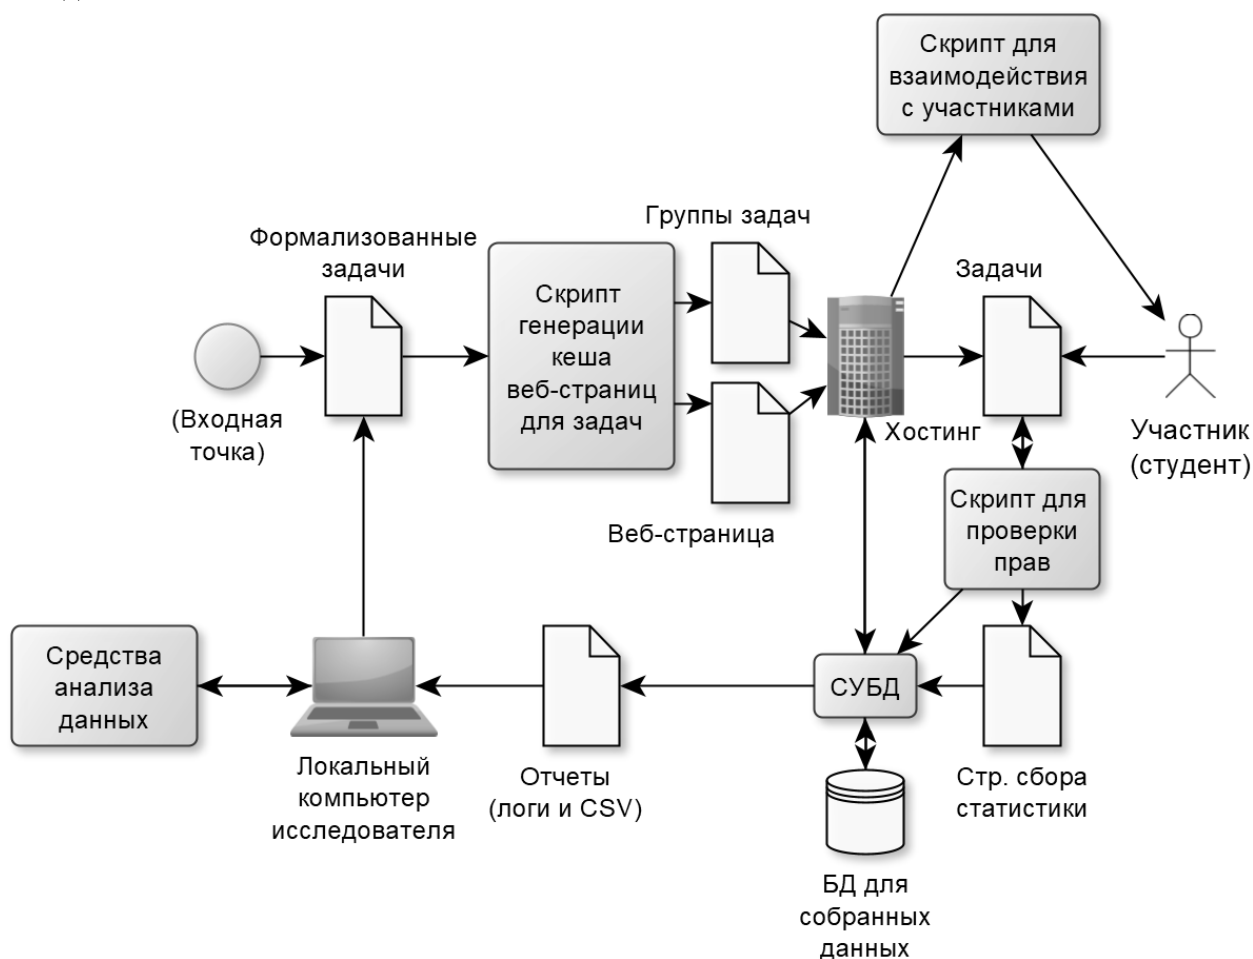 Скрипт для
взаимодействия
с участниками
Группы задач
Формализованные
задачи
Задачи
Скрипт
генерации
кеша
веб-страниц
для задач
(Входная
точка)
Хостинг
Участник
(студент)
Веб-страница
Скрипт для
проверки
прав
Средства
анализа
данных
СУБД
Локальный
компьютер
исследователя
Отчеты
(логи и CSV)
Стр. сбора
статистики
БД для
собранных
данных